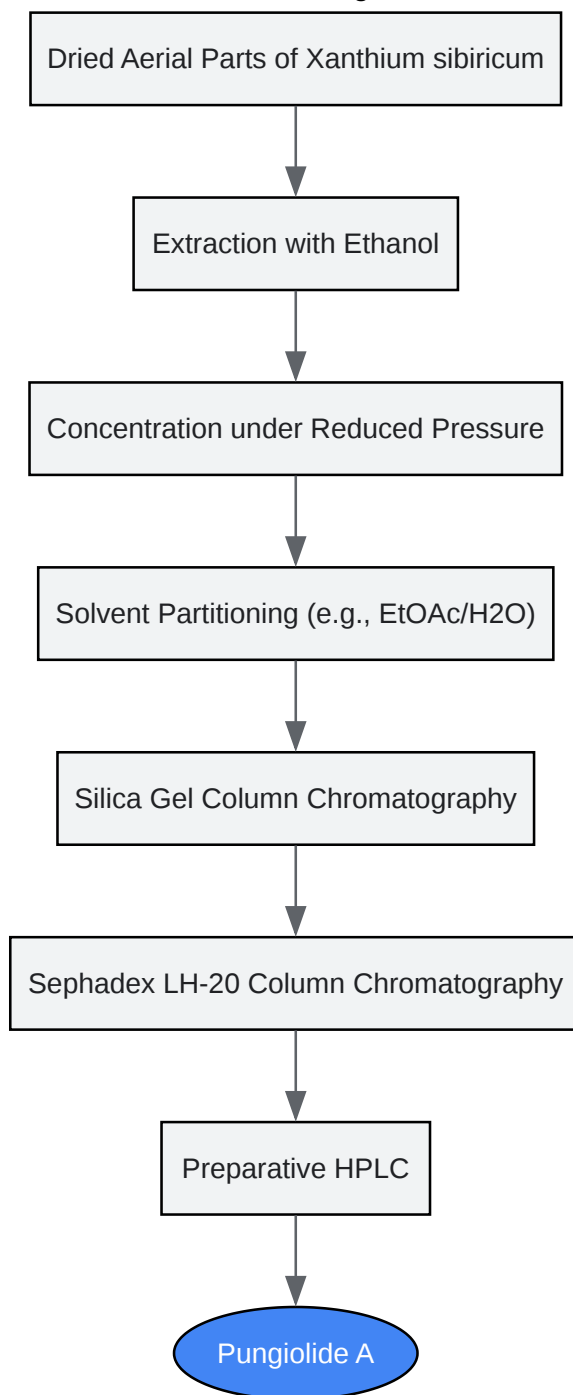 Dried Aerial Parts of Xanthium sibiricum
Extraction with Ethanol
Concentration under Reduced Pressure
Solvent Partitioning (e.g., EtOAc/H2O)
Silica Gel Column Chromatography
Sephadex LH-20 Column Chromatography
Preparative HPLC
Pungiolide A